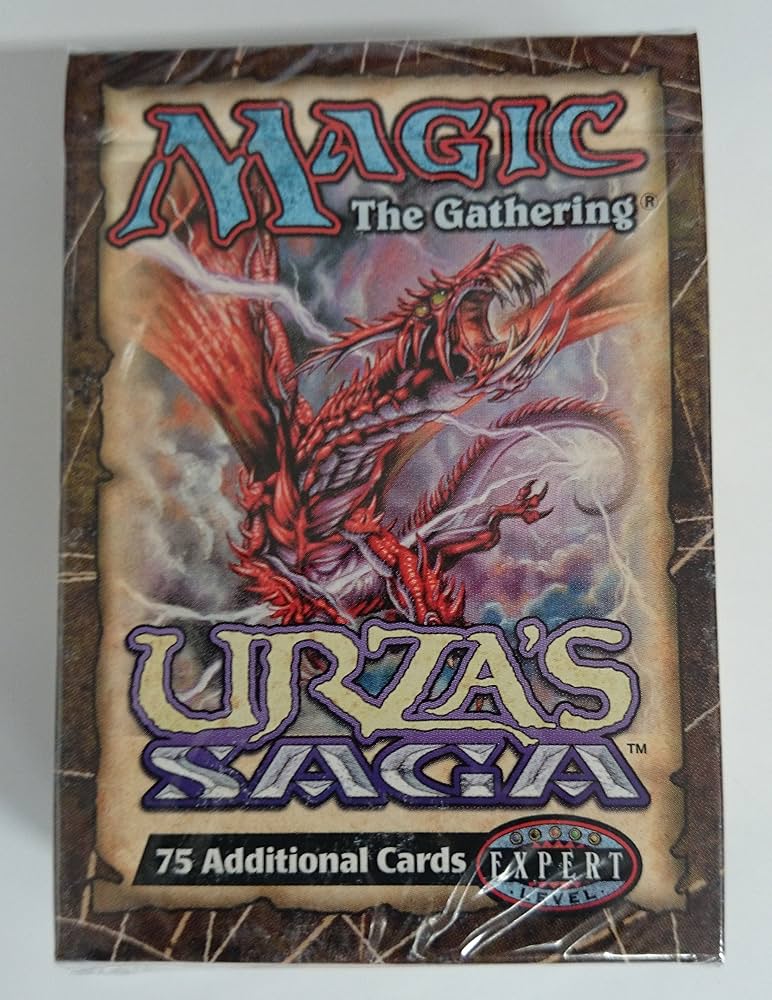 MAGIC
The Gathering®
URZA'S
SAGA™
75 Additional Cards
EXPERT
LEVEL